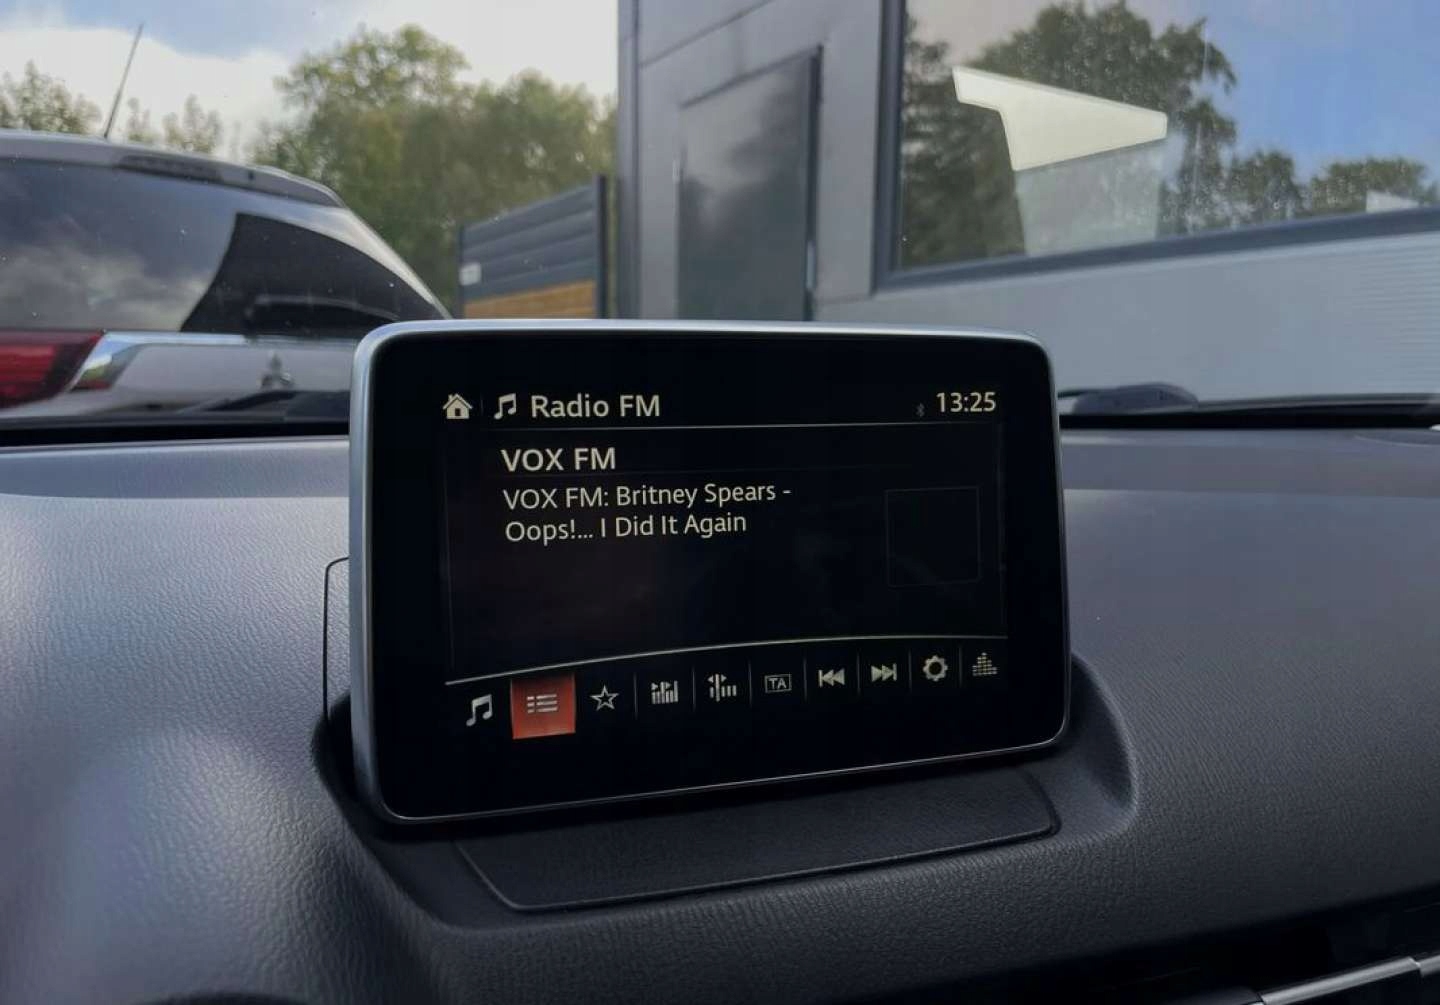 Radio FM
13:25
VOX FM
VOX FM: Britney Spears -
Oops!... I Did It Again
TA